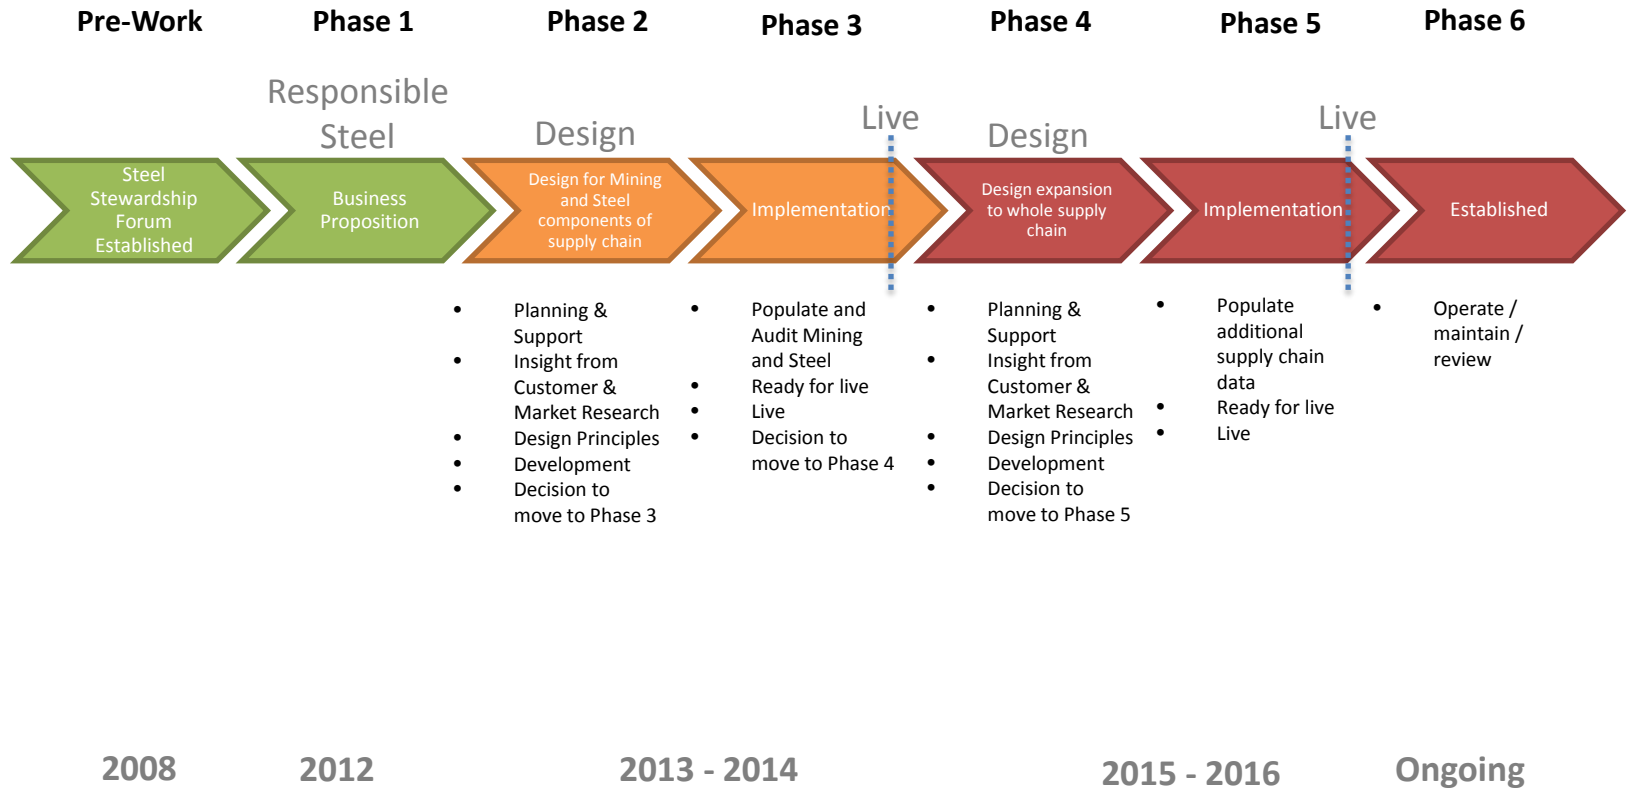 Pre-Work
Phase 1
Phase 2
Phase 3
Phase 4
Phase 5
Phase 6
Responsible
Steel
Design
Live
Design
Live
Steel
Stewardship
Forum
Established
Business
Proposition
Design for Mining
and Steel
components of
supply chain
Implementation
Design expansion
to whole supply
chain
Implementation
Established
• Planning &
Support
• Insight from
Customer &
Market Research
• Design Principles
• Development
• Decision to
move to Phase 3
• Populate and
Audit Mining
and Steel
• Ready for live
• Live
• Decision to
move to Phase 4
• Planning &
Support
• Insight from
Customer &
Market Research
• Design Principles
• Development
• Decision to
move to Phase 5
• Populate
additional
supply chain
data
• Ready for live
• Live
• Operate /
maintain /
review
2008
2012
2013 - 2014
2015 - 2016
Ongoing